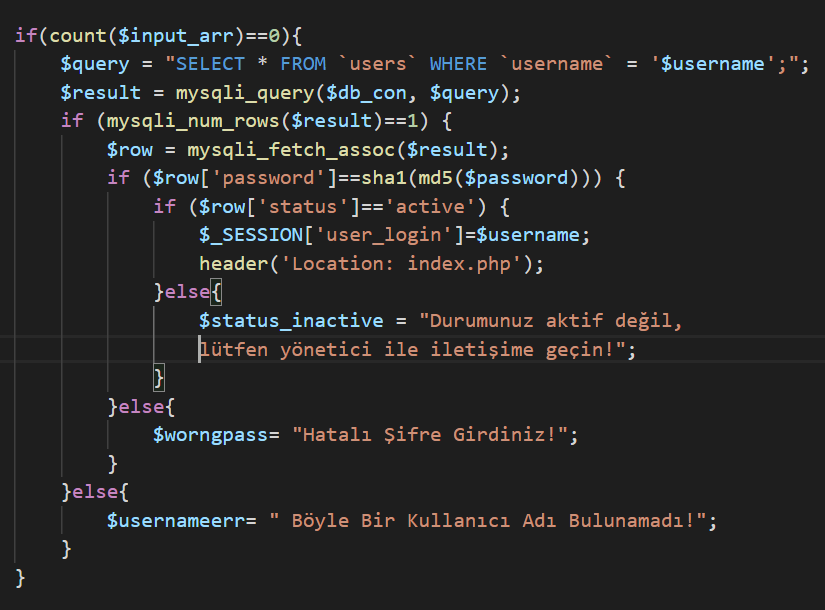 if(count($input_arr)==0){
    $query = "SELECT * FROM `users` WHERE `username` = '$username';";
    $result = mysqli_query($db_con, $query);
    if (mysqli_num_rows($result)==1) {
        $row = mysqli_fetch_assoc($result);
        if ($row['password']==sha1(md5($password))) {
            if ($row['status']=='active') {
                $_SESSION['user_login']=$username;
                header('Location: index.php');
            }else{
                $status_inactive = "Durumunuz aktif değil,
                lütfen yönetici ile iletişime geçin!";
            }
        }else{
            $worngpass= "Hatalı Şifre Girdiniz!";
        }
    }else{
        $usernameerr= " Böyle Bir Kullanıcı Adı Bulunamadı!";
    }
}